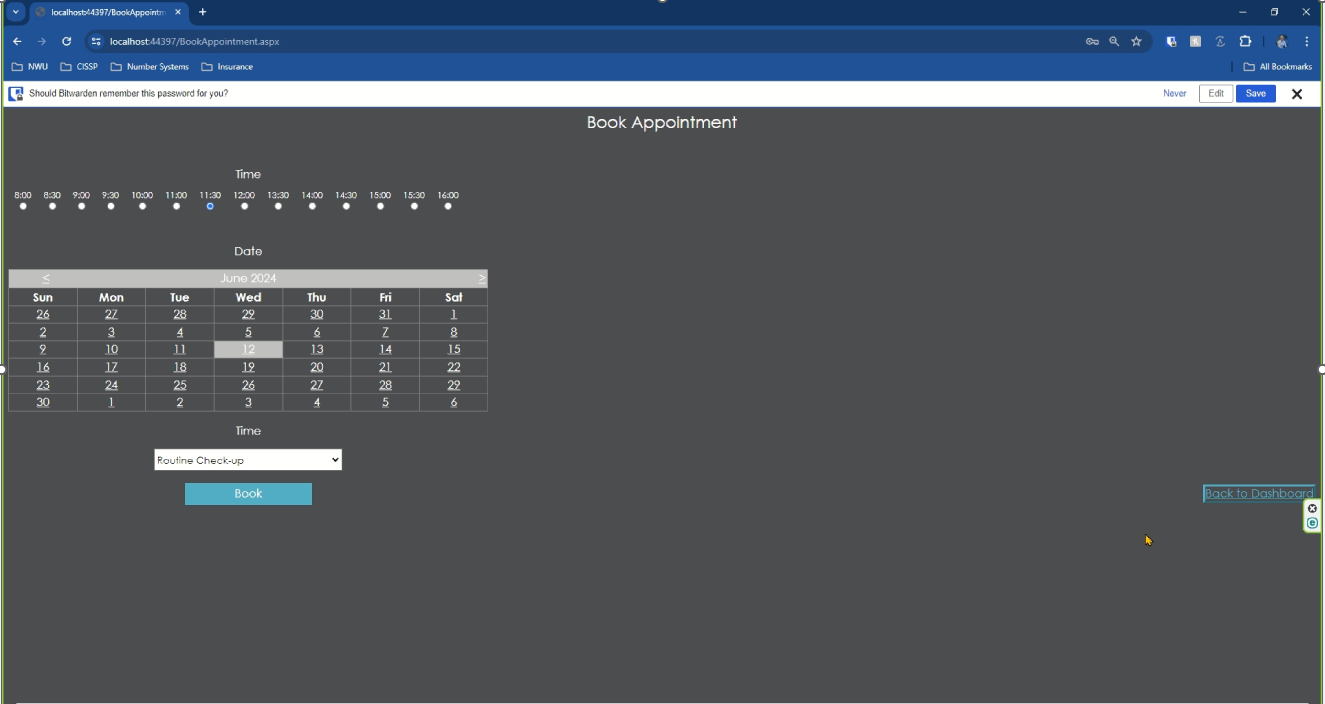 localhost:44397/BookAppointm
localhost:44397/BookAppointment.aspx
NWU CISSP Number Systems Insurance All Bookmarks
Should Bitwarden remember this password for you? Never Edit Save
Book Appointment
Time
8:00 8:30 9:00 9:30 10:00 11:00 11:30 12:00 13:30 14:00 14:30 15:00 15:30 16:00
Date
< June 2024 >
Sun Mon Tue Wed Thu Fri Sat
26 27 28 29 30 31 1
2 3 4 5 6 7 8
9 10 11 12 13 14 15
16 17 18 19 20 21 22
23 24 25 26 27 28 29
30 1 2 3 4 5 6
Time
Routine Check-up
Book Back to Dashboard